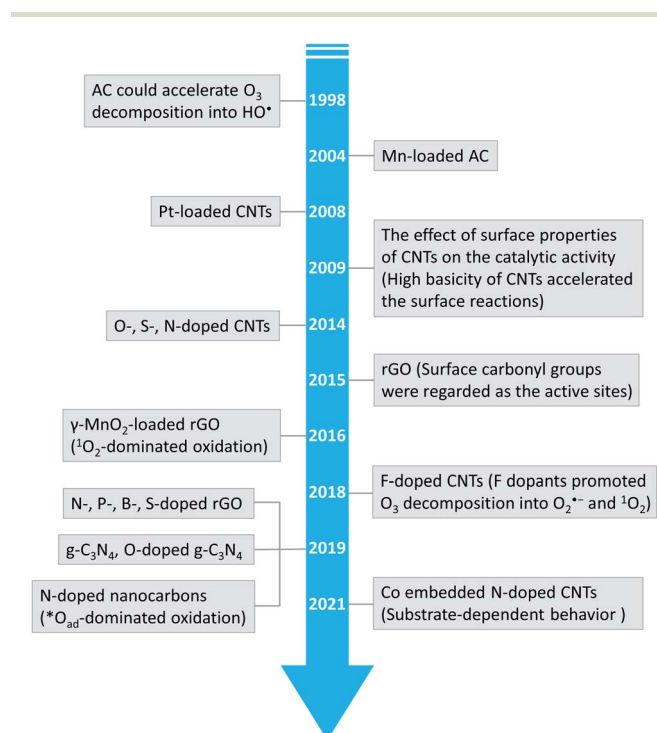 AC could accelerate O₃
decomposition into HO•
1998
2004
Mn-loaded AC
Pt-loaded CNTs
2008
The effect of surface properties
of CNTs on the catalytic activity
(High basicity of CNTs accelerated
the surface reactions)
2009
O-, S-, N-doped CNTs
2014
2015
rGO (Surface carbonyl groups
were regarded as the active sites)
γ-MnO₂-loaded rGO
(¹O₂-dominated oxidation)
2016
2018
F-doped CNTs (F dopants promoted
O₃ decomposition into O₂•⁻ and ¹O₂)
N-, P-, B-, S-doped rGO
g-C₃N₄, O-doped g-C₃N₄
2019
N-doped nanocarbons
(*Oad-dominated oxidation)
2021
Co embedded N-doped CNTs
(Substrate-dependent behavior )